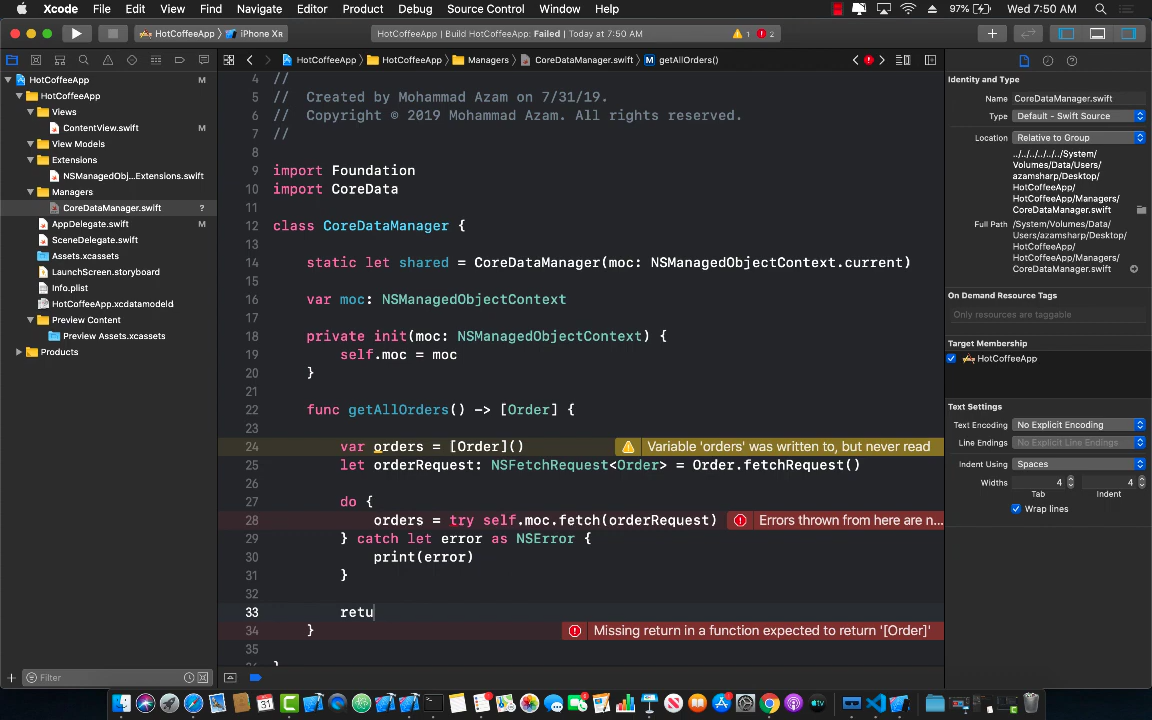 Xcode File Edit View Find Navigate Editor Product Debug Source Control Window Help
97% Wed 7:50 AM
HotCoffeeApp iPhone Xʀ
HotCoffeeApp | Build HotCoffeeApp: Failed | Today at 7:50 AM
1 2
HotCoffeeApp HotCoffeeApp Managers CoreDataManager.swift M getAllOrders()
HotCoffeeApp M
HotCoffeeApp
Views
ContentView.swift M
View Models
Extensions
NSManagedObj...Extensions.swift
Managers
CoreDataManager.swift ?
AppDelegate.swift M
SceneDelegate.swift
Assets.xcassets
LaunchScreen.storyboard
Info.plist
HotCoffeeApp.xcdatamodeld
Preview Content
Preview Assets.xcassets
Products
Filter
4 //
5 // Created by Mohammad Azam on 7/31/19.
6 // Copyright © 2019 Mohammad Azam. All rights reserved.
7 //
8
9 import Foundation
10 import CoreData
11
12 class CoreDataManager {
13
14 static let shared = CoreDataManager(moc: NSManagedObjectContext.current)
15
16 var moc: NSManagedObjectContext
17
18 private init(moc: NSManagedObjectContext) {
19 self.moc = moc
20 }
21
22 func getAllOrders() -> [Order] {
23
24 var orders = [Order]() Variable 'orders' was written to, but never read
25 let orderRequest: NSFetchRequest<Order> = Order.fetchRequest()
26
27 do {
28 orders = try self.moc.fetch(orderRequest) Errors thrown from here are n...
29 } catch let error as NSError {
30 print(error)
31 }
32
33 retu
34 } Missing return in a function expected to return '[Order]'
35
36 }
Identity and Type
Name CoreDataManager.swift
Type Default - Swift Source
Location Relative to Group
../../../../../../System/
Volumes/Data/Users/
azamsharp/Desktop/
HotCoffeeApp/
HotCoffeeApp/Managers/
CoreDataManager.swift
Full Path /System/Volumes/Data/
Users/azamsharp/Desktop/
HotCoffeeApp/
HotCoffeeApp/Managers/
CoreDataManager.swift
On Demand Resource Tags
Only resources are taggable
Target Membership
HotCoffeeApp
Text Settings
Text Encoding No Explicit Encoding
Line Endings No Explicit Line Endings
Indent Using Spaces
Widths 4 4
Tab Indent
Wrap lines